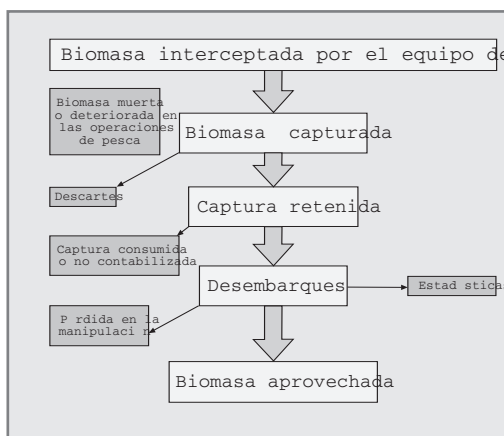 Biomasa interceptada por el equipo de
Biomasa muerta
o deteriorada en
las operaciones
de pesca
Biomasa capturada
Descartes
Captura retenida
Captura consumida
o no contabilizada
Desembarques
Estad sticas
P rdida en la
manipulaci n
Biomasa aprovechada